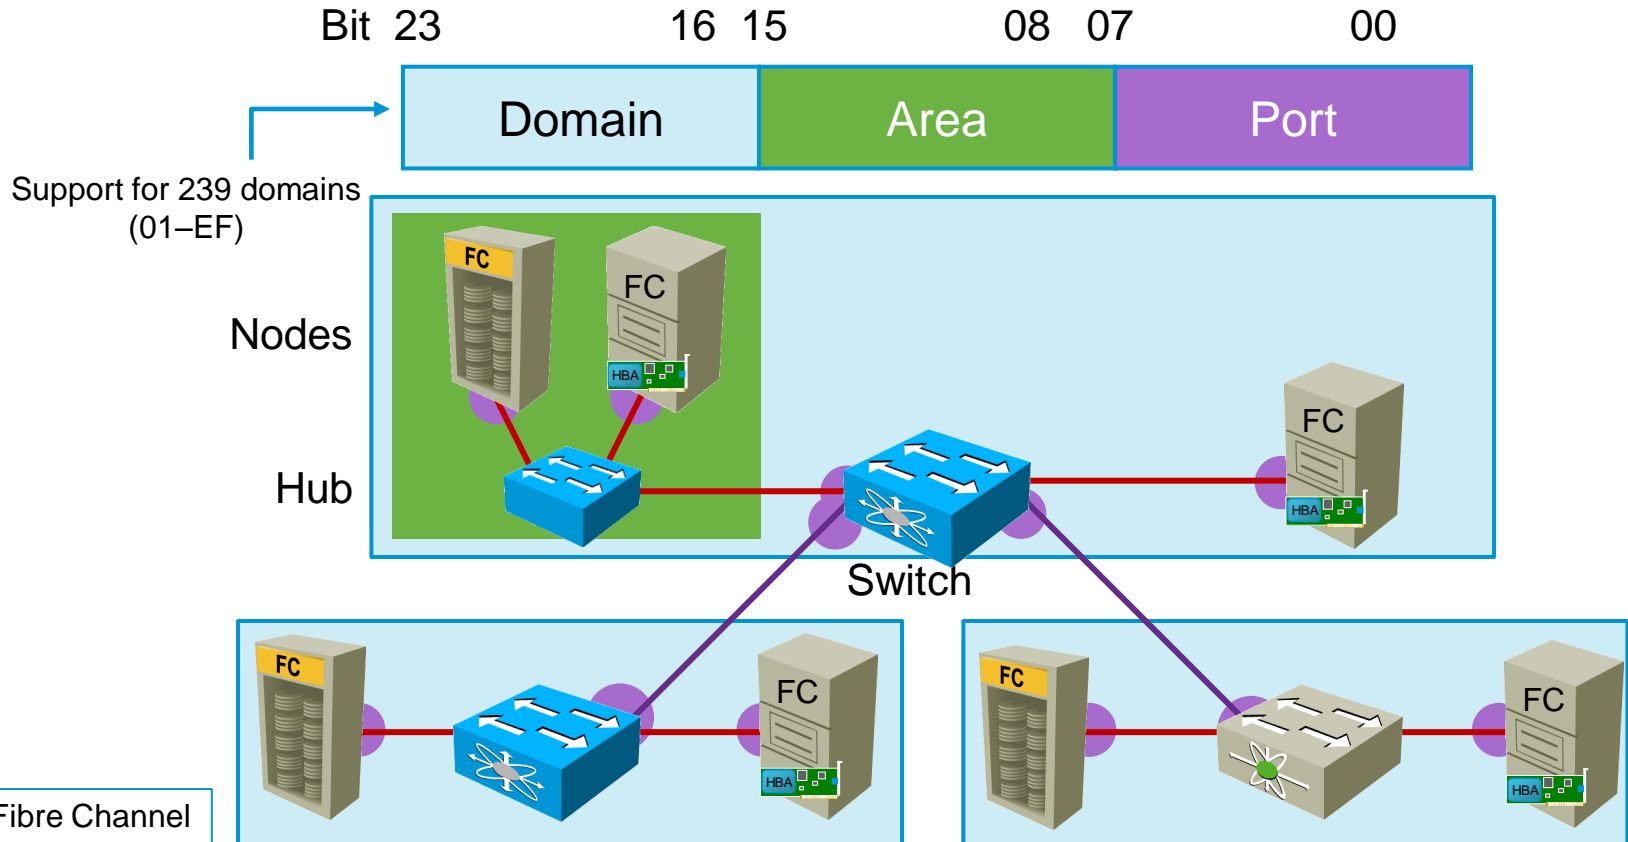 Bit 23 16 15 08 07 00
Domain Area Port
Support for 239 domains
(01–EF)
FC
FC
Nodes
HBA
FC
Hub
HBA
Switch
FC
FC
FC
FC
HBA
HBA
Fibre Channel